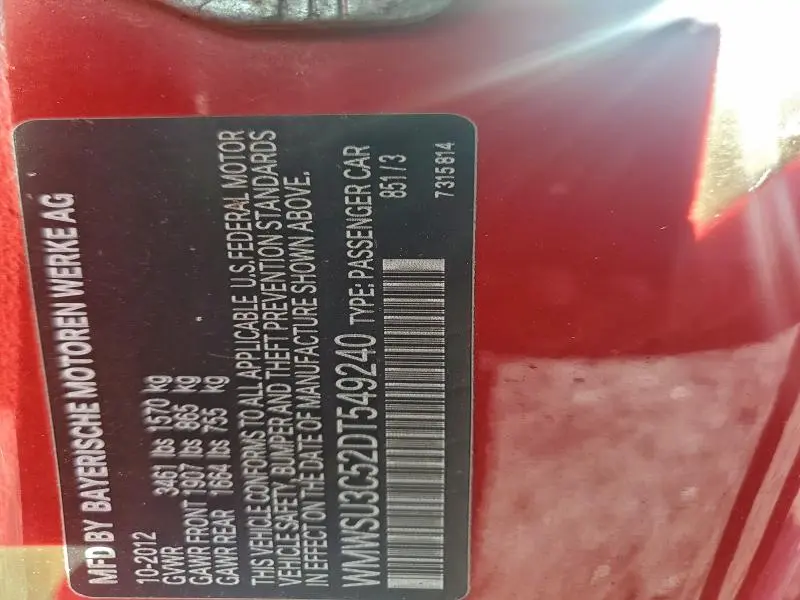 MFD BY BAYERISCHE MOTOREN WERKE AG
10-2012
GVWR 3461 lbs 1570 kg
GAWR FRONT 1907 lbs 865 kg
GAWR REAR 1664 lbs 755 kg
THIS VEHICLE CONFORMS TO ALL APPLICABLE U.S. FEDERAL MOTOR
VEHICLE SAFETY, BUMPER AND THEFT PREVENTION STANDARDS
IN EFFECT ON THE DATE OF MANUFACTURE SHOWN ABOVE.
WMWSU3C52DT549240 TYPE: PASSENGER CAR
851/3
7315814